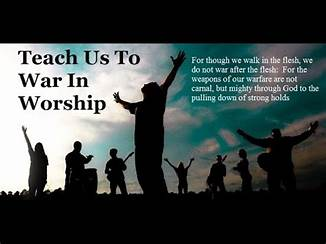 Teach Us To
War In
Worship
For though we walk in the flesh, we
do not war after the flesh:  For the
weapons of our warfare are not
carnal, but mighty through God to the
pulling down of strong holds